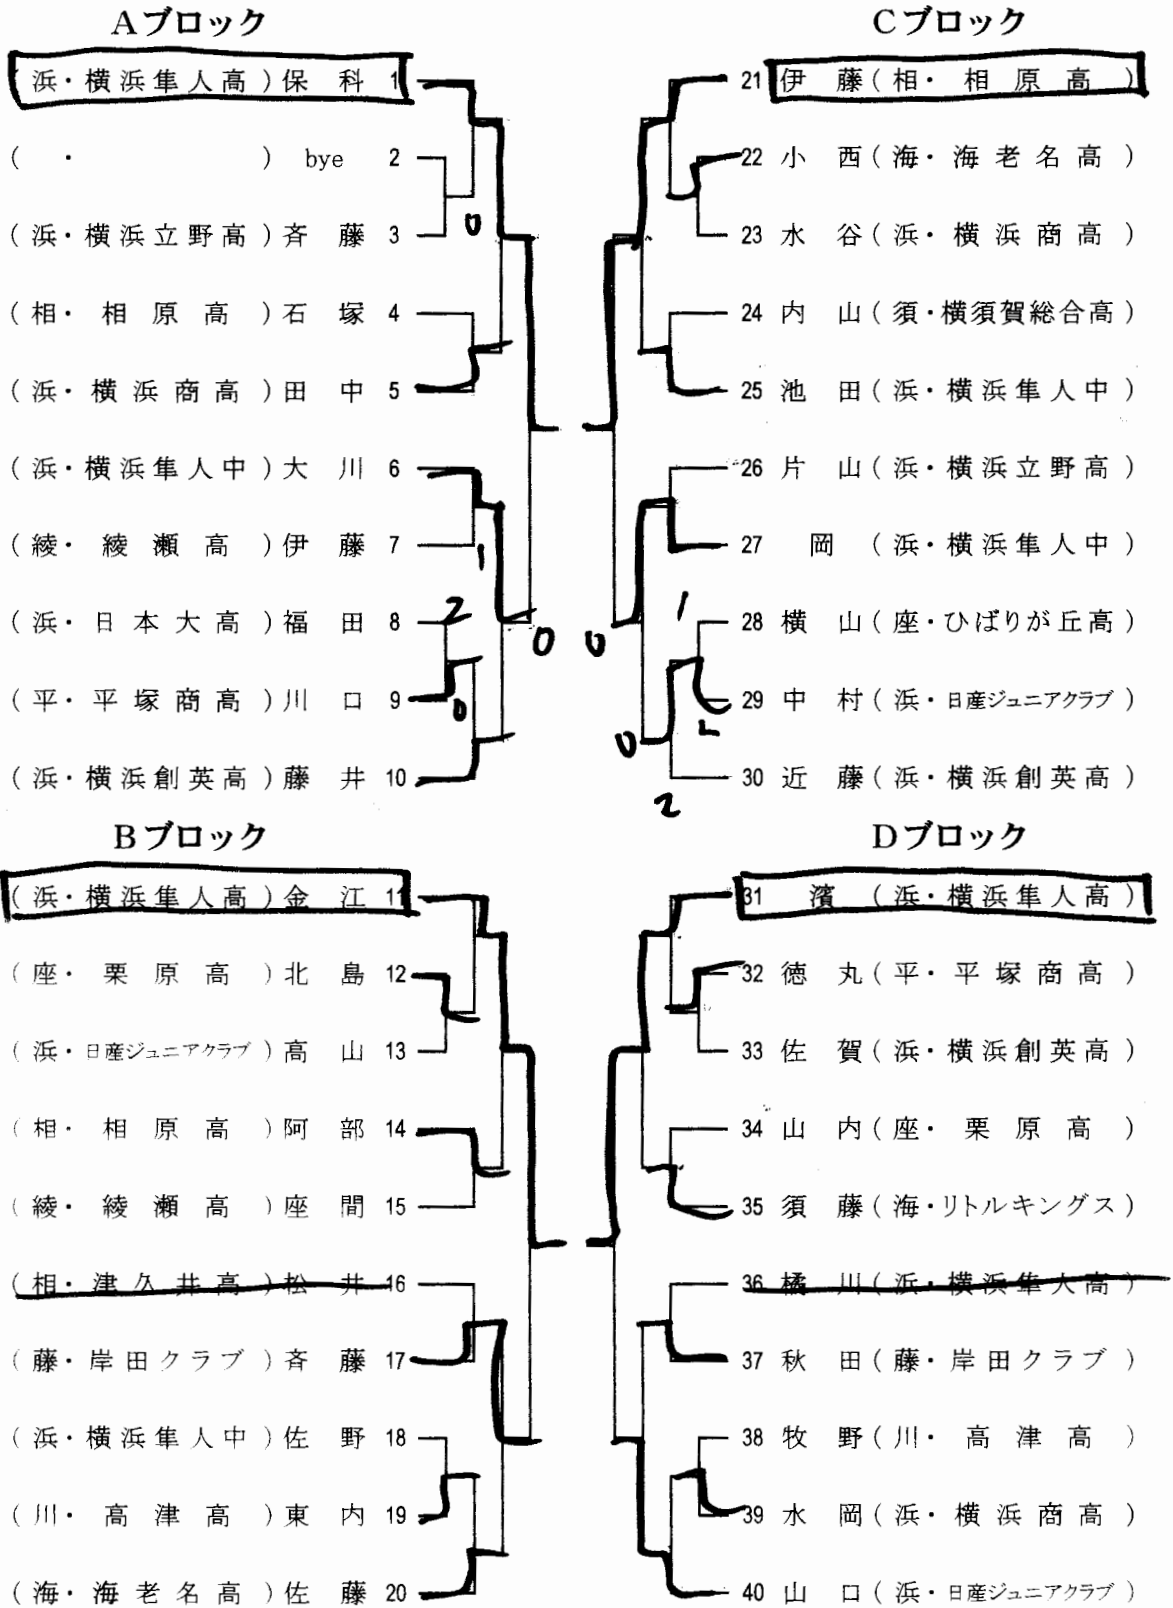 Aブロック
(浜・横浜隼人高)保 科 1
(・) bye 2
(浜・横浜立野高)斉 藤 3
0
(相・相原高)石 塚 4
(浜・横浜商高)田 中 5
(浜・横浜隼人中)大 川 6
(綾・綾瀬高)伊 藤 7
1
(浜・日本大高)福 田 8
2
0
(平・平塚商高)川 口 9
0
(浜・横浜創英高)藤 井 10
Bブロック
(浜・横浜隼人高)金 江 11
(座・栗原高)北 島 12
(浜・日産ジュニアクラブ)高 山 13
(相・相原高)阿 部 14
(綾・綾瀬高)座 間 15
(相・津久井高)松 井 16
(藤・岸田クラブ)斉 藤 17
(浜・横浜隼人中)佐 野 18
(川・高津高)東 内 19
(海・海老名高)佐 藤 20
Cブロック
21 伊 藤(相・相原高)
22 小 西(海・海老名高)
23 水 谷(浜・横浜商高)
24 内 山(須・横須賀総合高)
25 池 田(浜・横浜隼人中)
26 片 山(浜・横浜立野高)
27 岡(浜・横浜隼人中)
1
28 横 山(座・ひばりが丘高)
0
29 中 村(浜・日産ジュニアクラブ)
0
30 近 藤(浜・横浜創英高)
2
Dブロック
31 濱(浜・横浜隼人高)
32 徳 丸(平・平塚商高)
33 佐 賀(浜・横浜創英高)
34 山 内(座・栗原高)
35 須 藤(海・リトルキングス)
36 橘 川(浜・横浜隼人高)
37 秋 田(藤・岸田クラブ)
38 牧 野(川・高津高)
39 水 岡(浜・横浜商高)
40 山 口(浜・日産ジュニアクラブ)